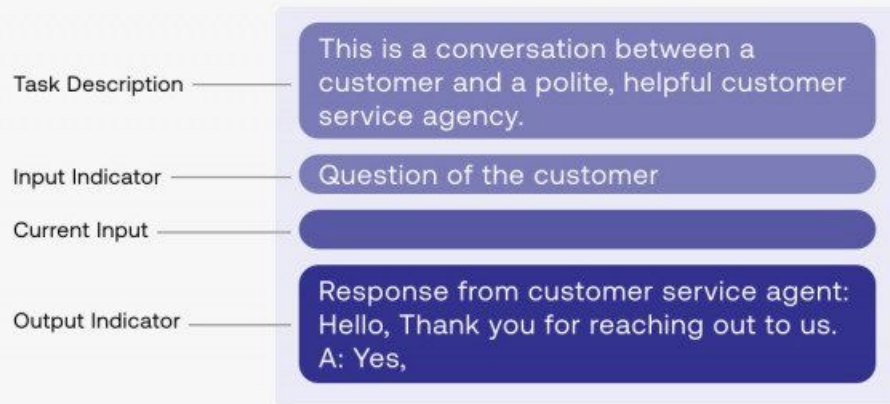 Task Description
This is a conversation between a
customer and a polite, helpful customer
service agency.
Input Indicator
Question of the customer
Current Input
Output Indicator
Response from customer service agent:
Hello, Thank you for reaching out to us.
A: Yes,